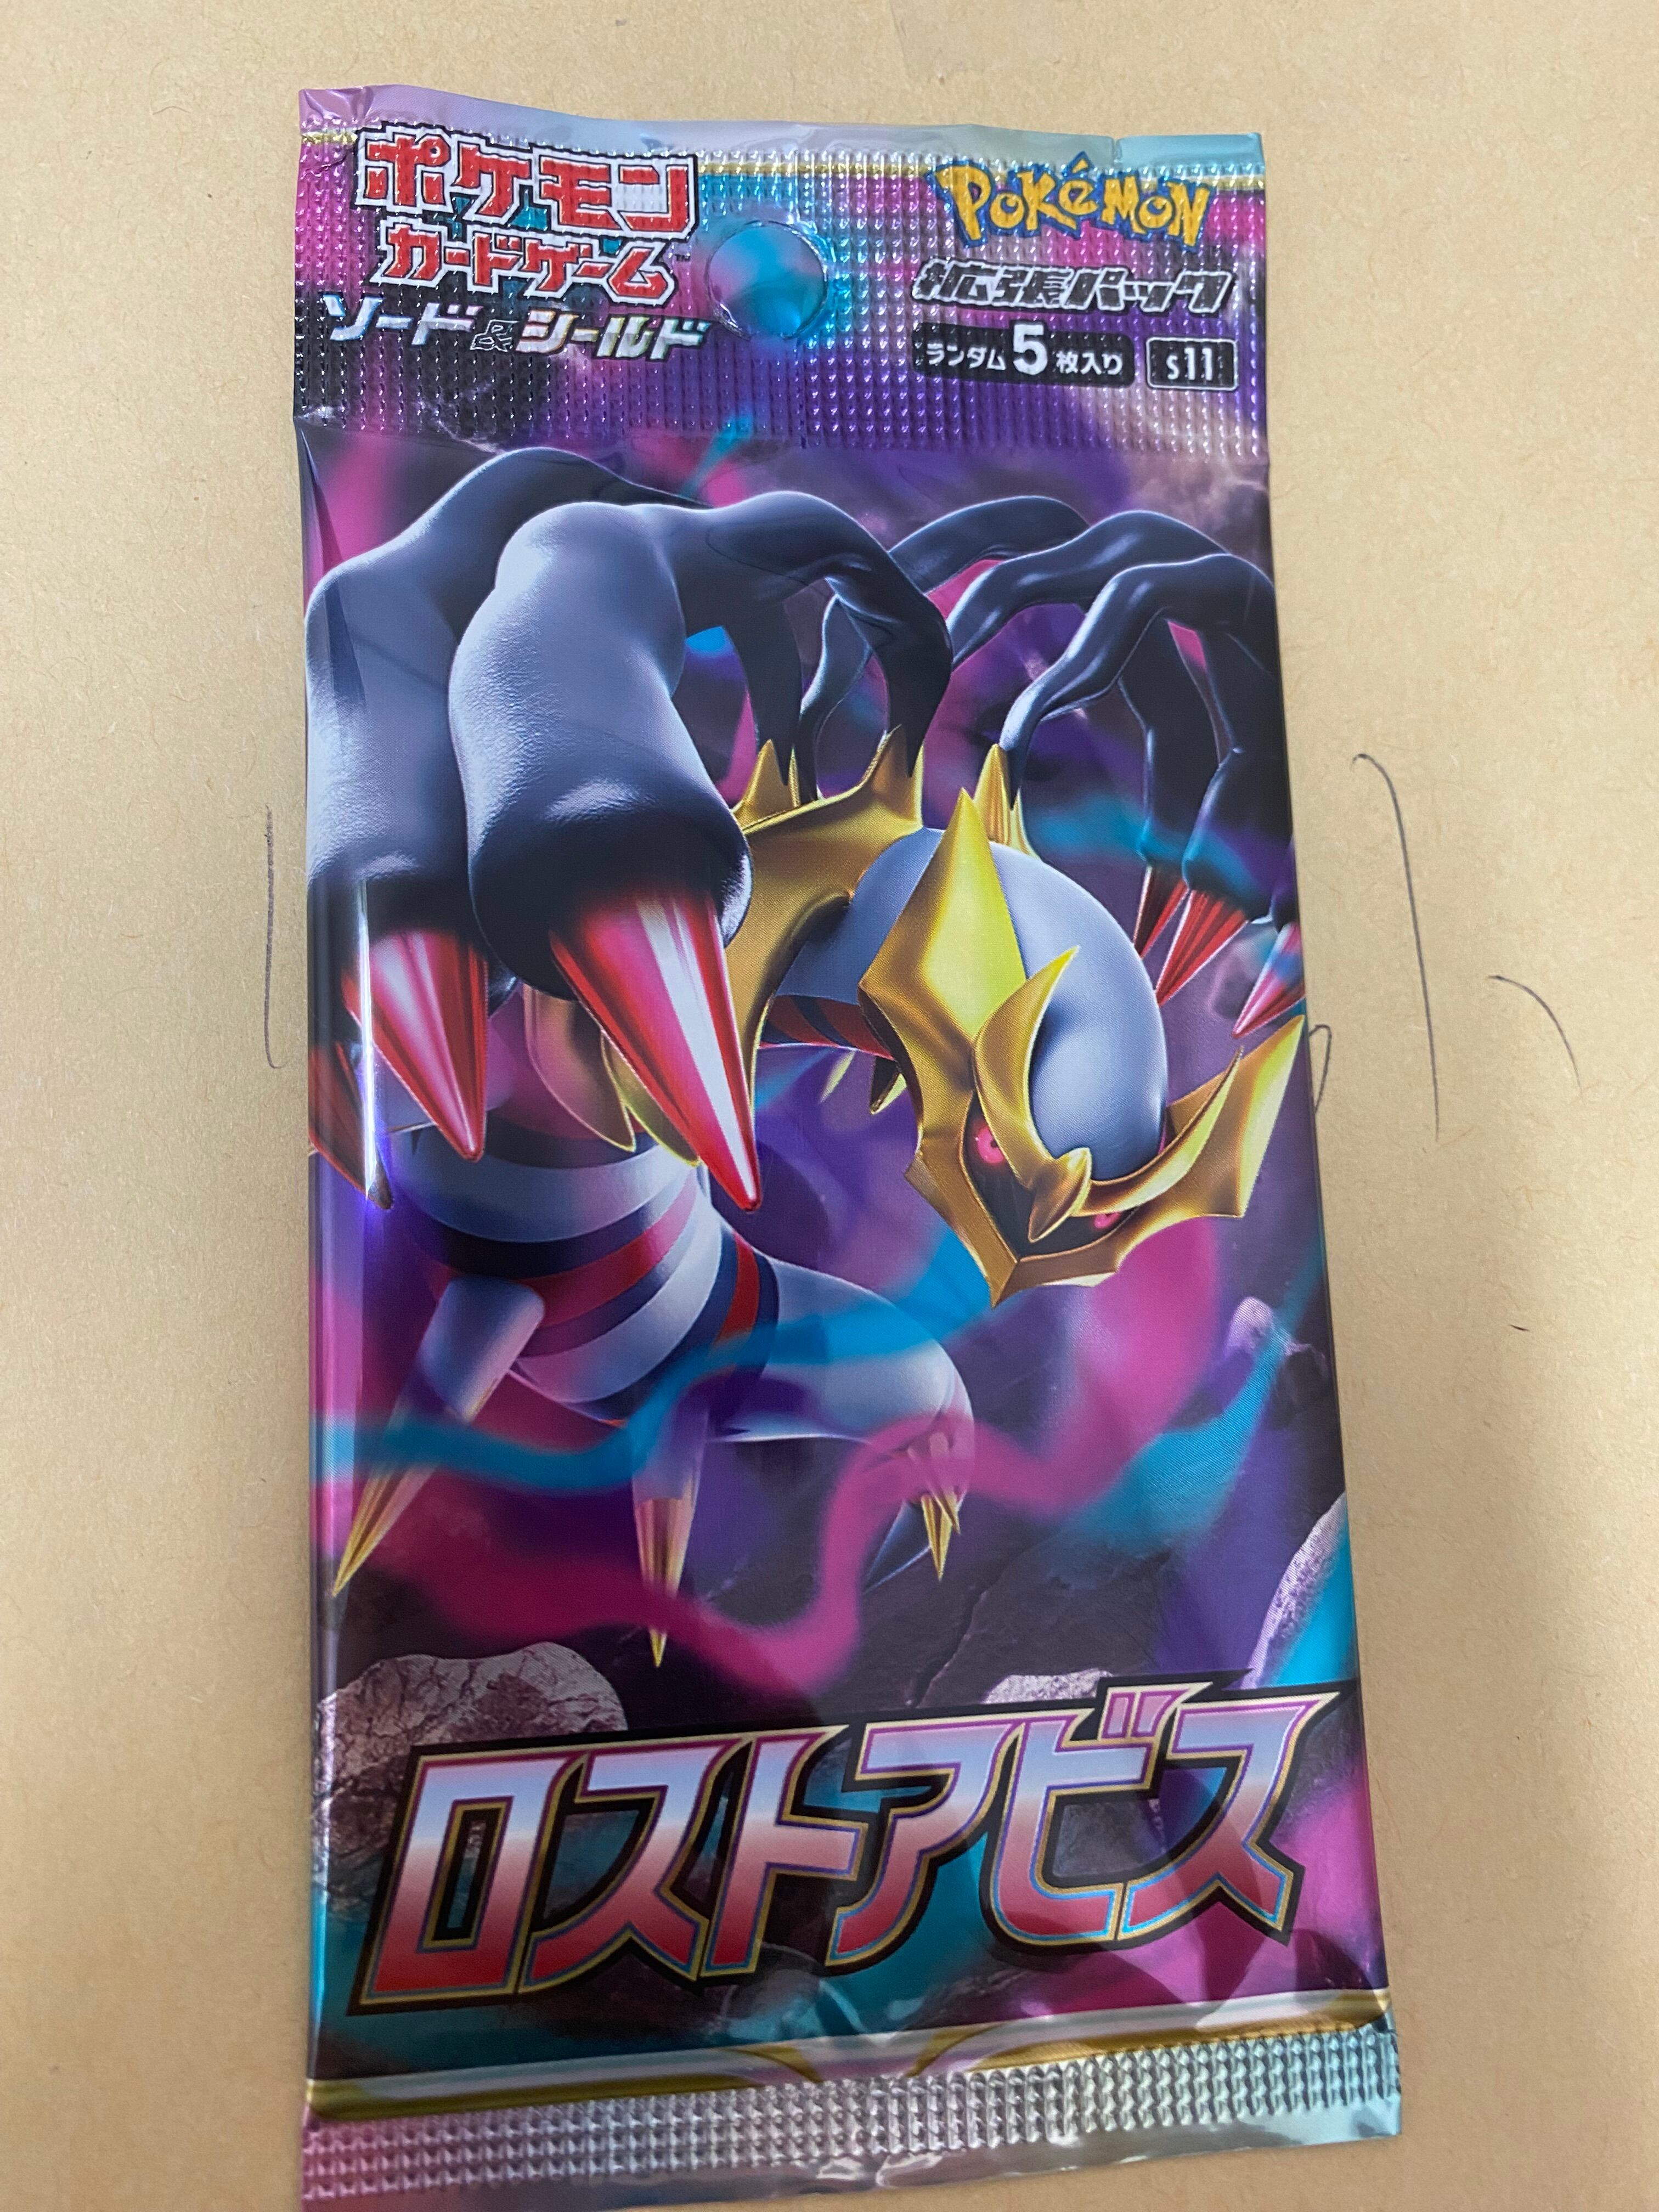 ポケモン
カードゲーム™
ソード&シールド
Pokémon
拡張パック
ランダム5枚入り s11
ロストアビス